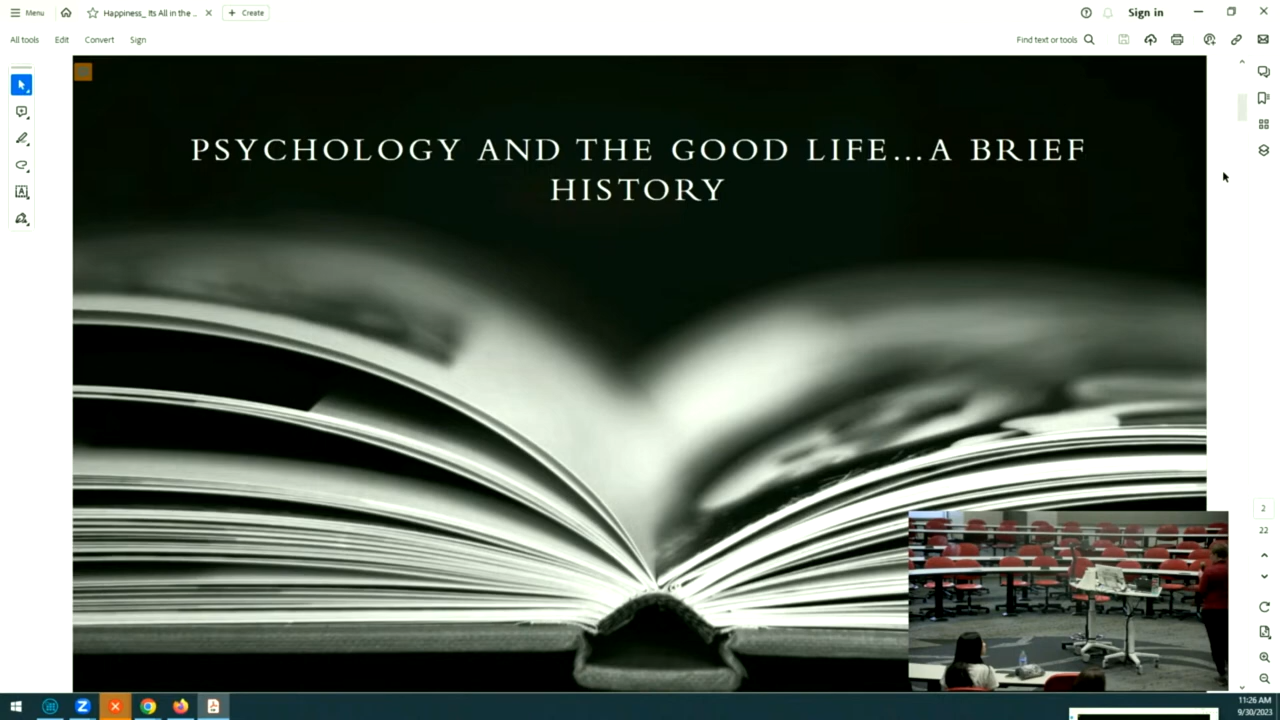 Menu
Happiness_ Its All in the ..
Create
Sign in
All tools
Edit
Convert
Sign
Find text or tools
PSYCHOLOGY AND THE GOOD LIFE...A BRIEF
HISTORY
2
22
11:26 AM
9/30/2023